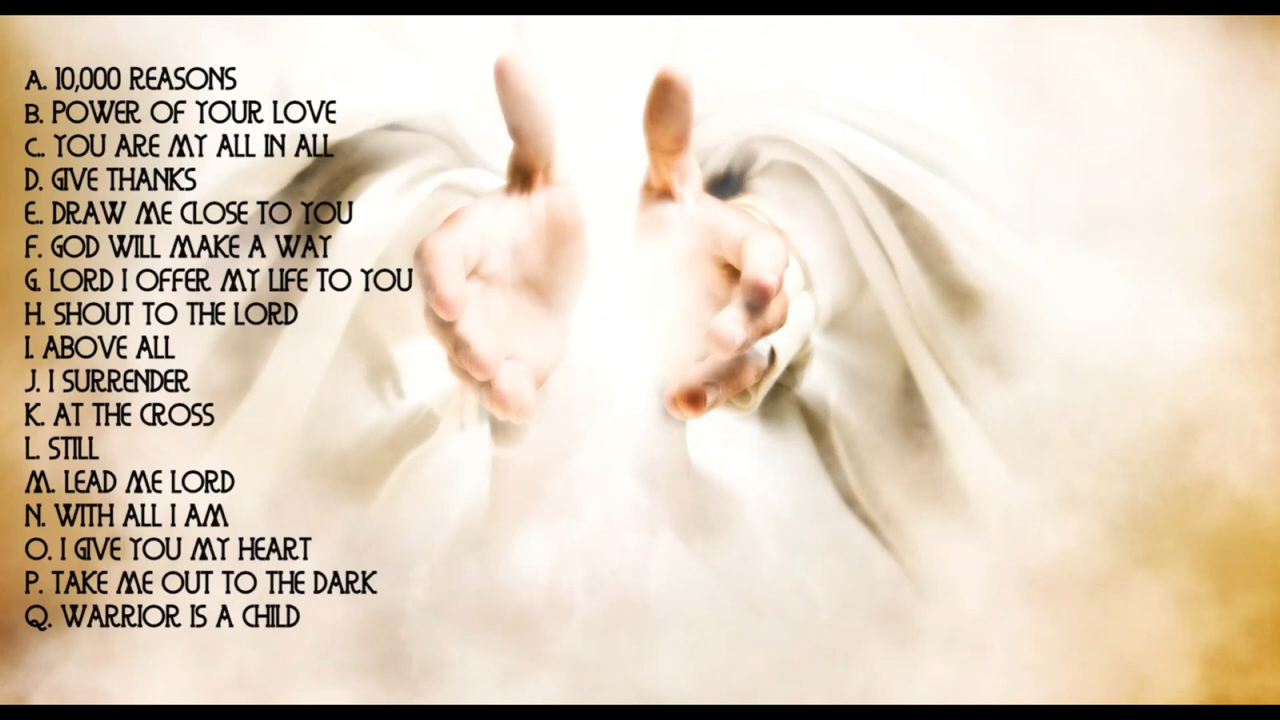 A. 10,000 REASONS
B. POWER OF YOUR LOVE
C. YOU ARE MY ALL IN ALL
D. GIVE THANKS
E. DRAW ME CLOSE TO YOU
F. GOD WILL MAKE A WAY
G. LORD I OFFER MY LIFE TO YOU
H. SHOUT TO THE LORD
I. ABOVE ALL
J. I SURRENDER
K. AT THE CROSS
L. STILL
M. LEAD ME LORD
N. WITH ALL I AM
O. I GIVE YOU MY HEART
P. TAKE ME OUT TO THE DARK
Q. WARRIOR IS A CHILD